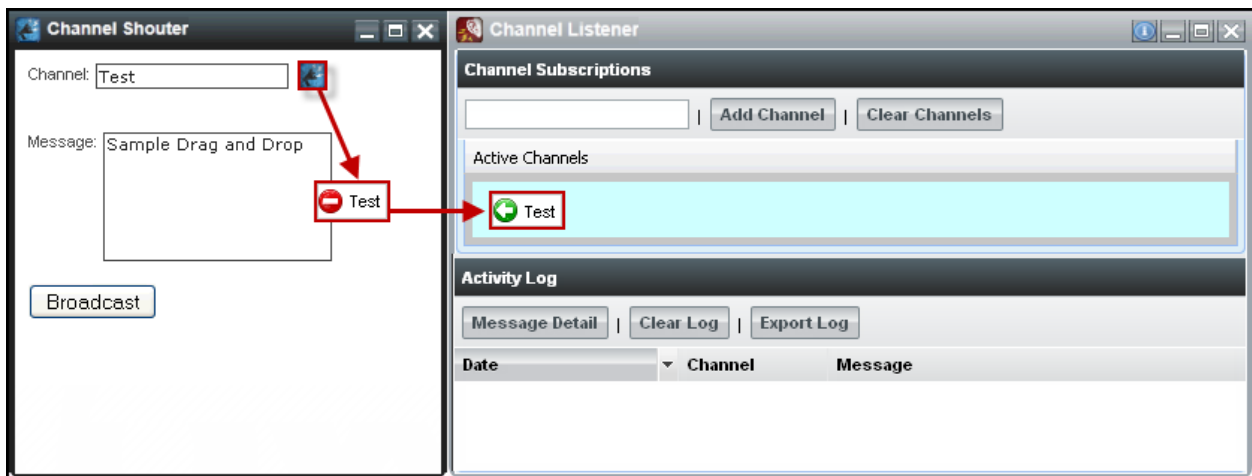 Channel Shouter
Channel: Test
Message: Sample Drag and Drop
Test
Broadcast
Channel Listener
Channel Subscriptions
| Add Channel | Clear Channels
Active Channels
Test
Activity Log
Message Detail | Clear Log | Export Log
Date Channel Message